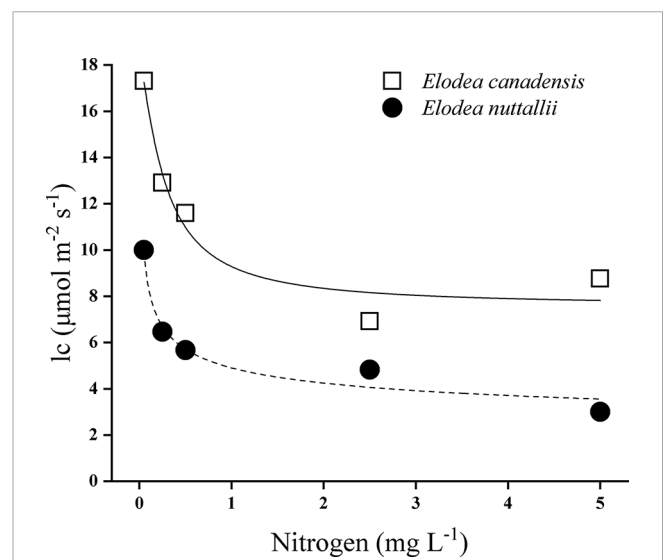 18
16
14
12
10
8
6
4
2
0
Ic (μmol m⁻² s⁻¹)
Elodea canadensis
Elodea nuttallii
0 1 2 3 4 5
Nitrogen (mg L⁻¹)